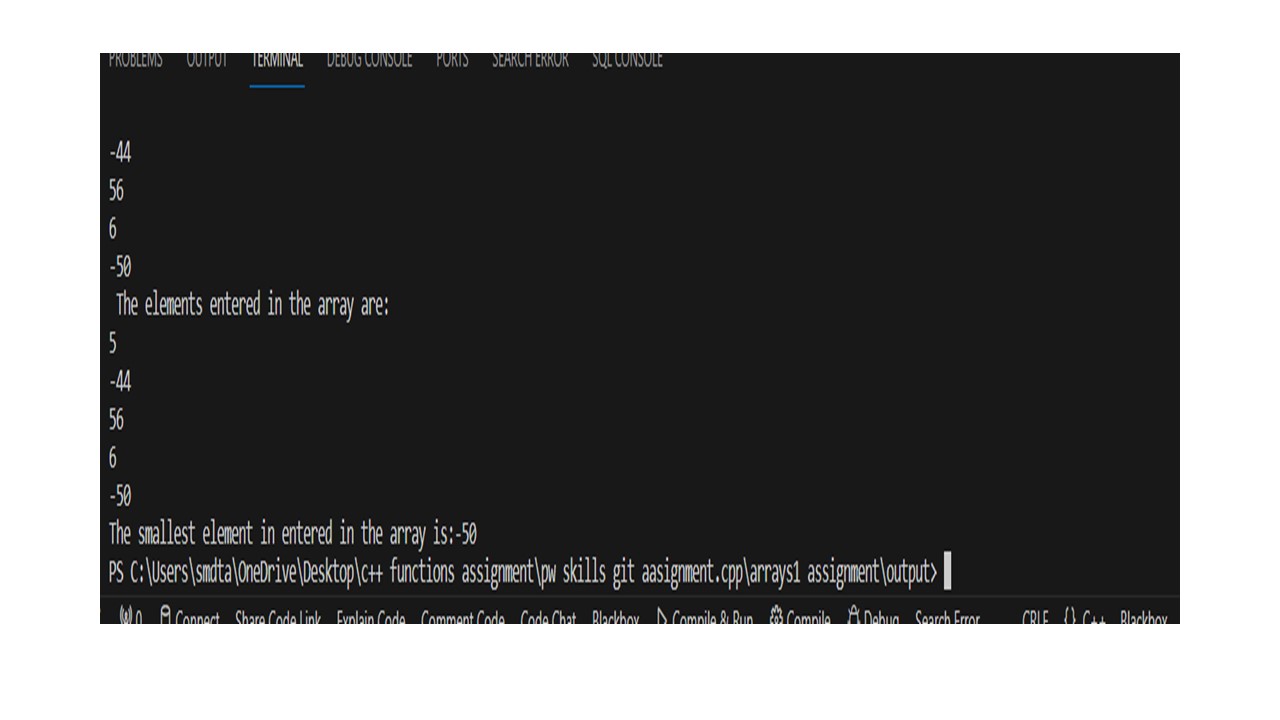 PROBLEMS OUTPUT TERMINAL DEBUG CONSOLE PORTS SEARCH ERROR SQL CONSOLE
-44
56
6
-50
The elements entered in the array are:
5
-44
56
6
-50
The smallest element in entered in the array is:-50
PS C:\Users\smdta\OneDrive\Desktop\c++ functions assignment\pw skills git aasignment.cpp\arrays1 assignment\output>
0 Connect Share Code Link Explain Code Comment Code Code Chat Blackbox Compile & Run Compile Debug Search Error CRLF {} C++ Blackbox